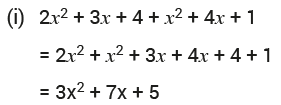 (i) 2x² + 3x + 4 + x² + 4x + 1
= 2x² + x² + 3x + 4x + 4 + 1
= 3x² + 7x + 5